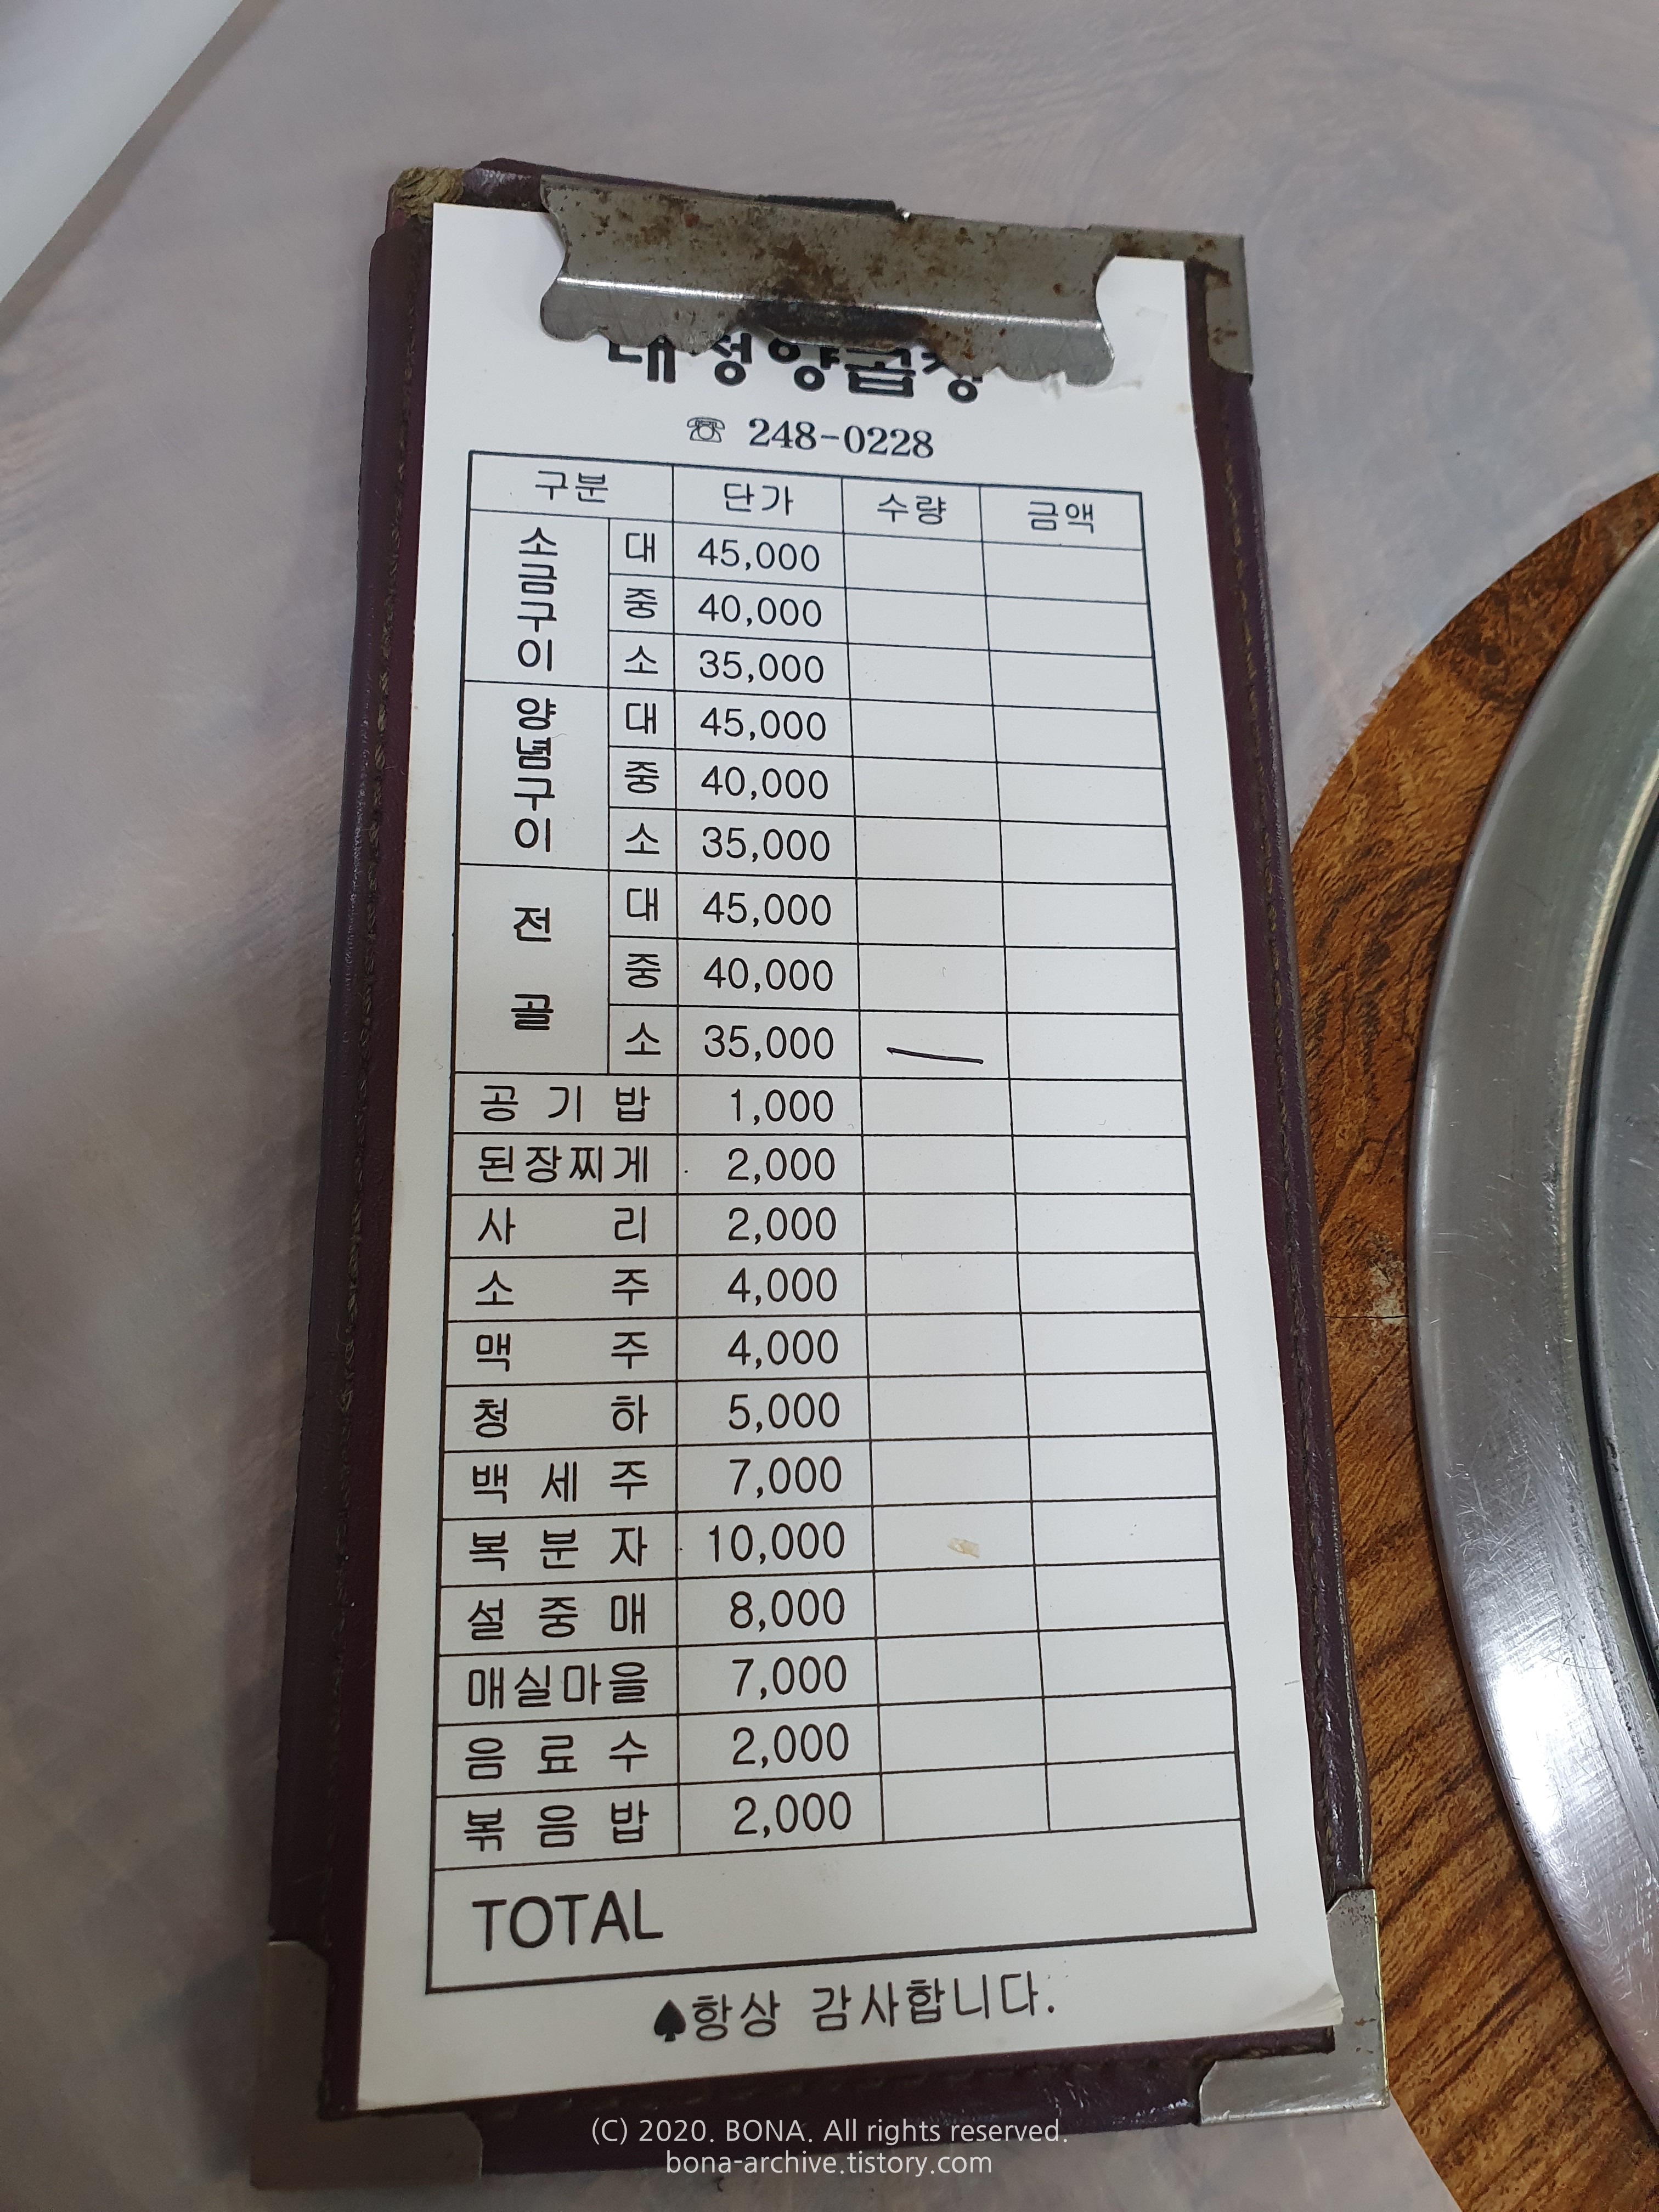 대성양곱창
☏ 248-0228
구분 단가 수량 금액
소금구이 대 45,000
중 40,000
소 35,000
양념구이 대 45,000
중 40,000
소 35,000
전골 대 45,000
중 40,000
소 35,000 —
공기밥 1,000
된장찌게 2,000
사리 2,000
소주 4,000
맥주 4,000
청하 5,000
백세주 7,000
복분자 10,000
설중매 8,000
매실마을 7,000
음료수 2,000
볶음밥 2,000
TOTAL
♠항상 감사합니다.
(C) 2020. BONA. All rights reserved.
bona-archive.tistory.com